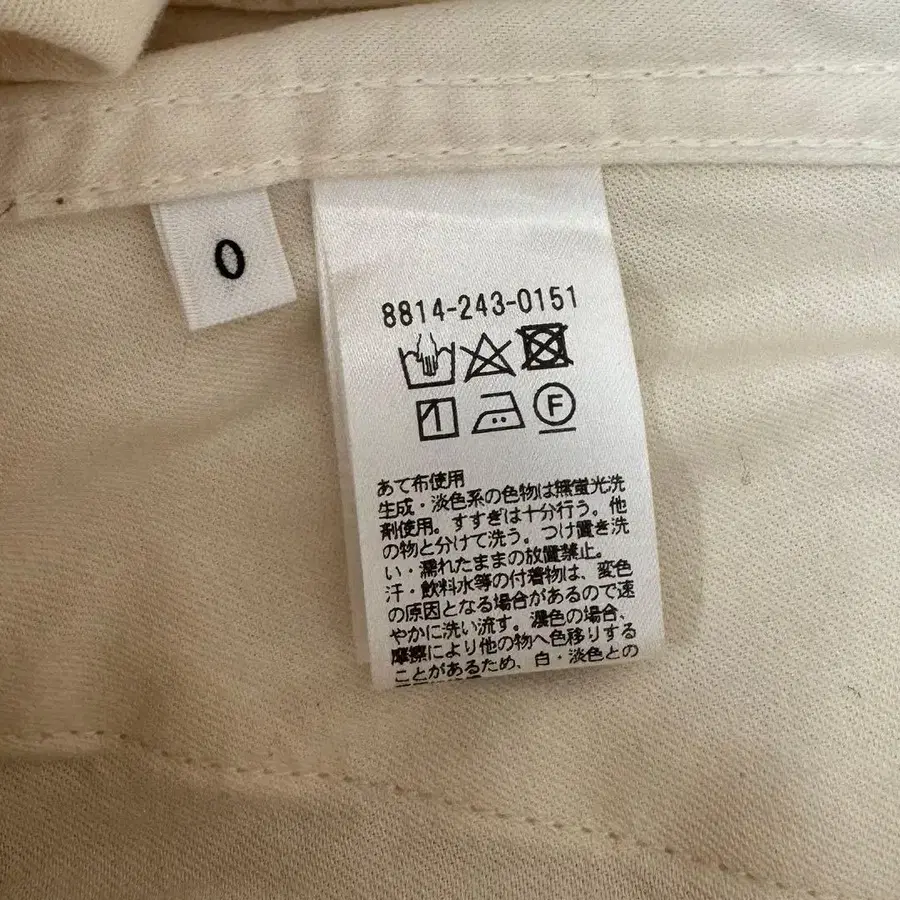 0
8814-243-0151
F
あて布使用
生成・淡色系の色物は無蛍光洗
剤使用。すすぎは十分行う。他
の物と分けて洗う。つけ置き洗
い・濡れたままの放置禁止。
汗・飲料水等の付着物は、変色
の原因となる場合があるので速
やかに洗い流す。濃色の場合、
摩擦により他の物へ色移りする
ことがあるため、白・淡色との